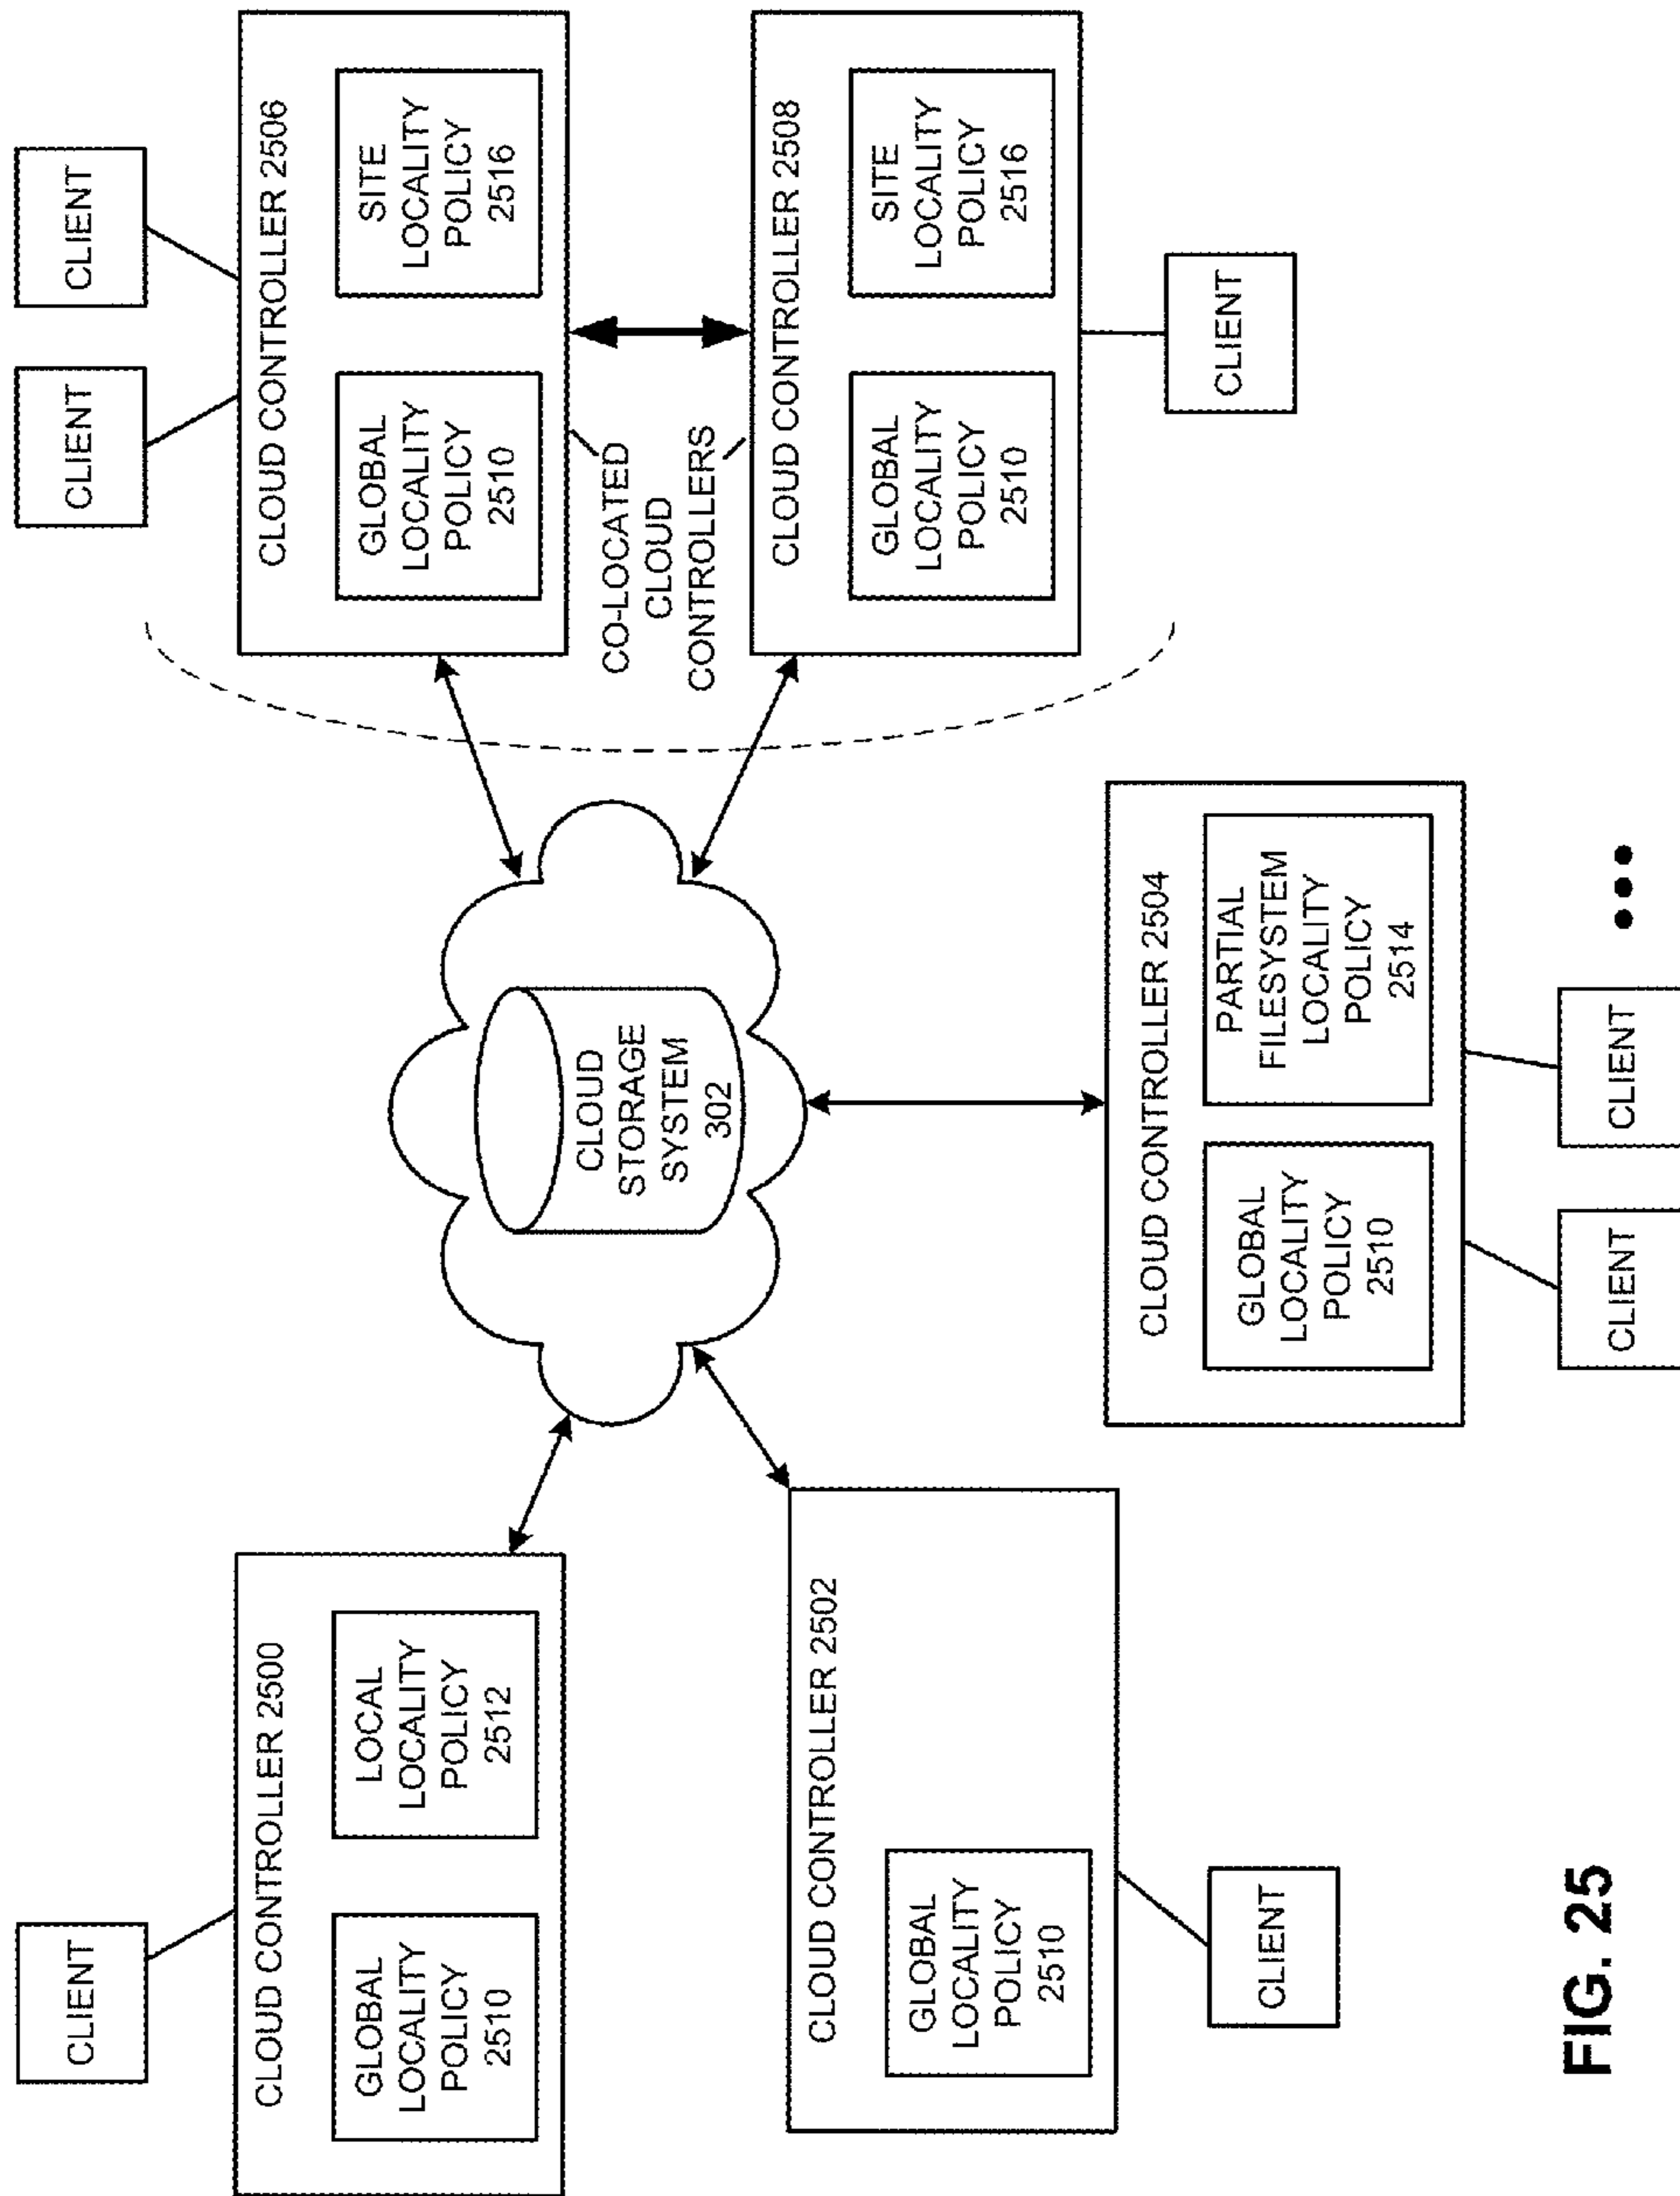 CLIENT
CLOUD CONTROLLER 2500
GLOBAL
LOCALITY
POLICY
2510
LOCAL
LOCALITY
POLICY
2512
CLOUD CONTROLLER 2502
GLOBAL
LOCALITY
POLICY
2510
CLIENT
CLOUD
STORAGE
SYSTEM
302
CLOUD CONTROLLER 2504
GLOBAL
LOCALITY
POLICY
2510
PARTIAL
FILESYSTEM
LOCALITY
POLICY
2514
CLIENT
CLIENT
CLIENT
CLIENT
CLOUD CONTROLLER 2506
GLOBAL
LOCALITY
POLICY
2510
SITE
LOCALITY
POLICY
2516
CO-LOCATED
CLOUD
CONTROLLERS
CLOUD CONTROLLER 2508
GLOBAL
LOCALITY
POLICY
2510
SITE
LOCALITY
POLICY
2516
CLIENT
FIG. 25